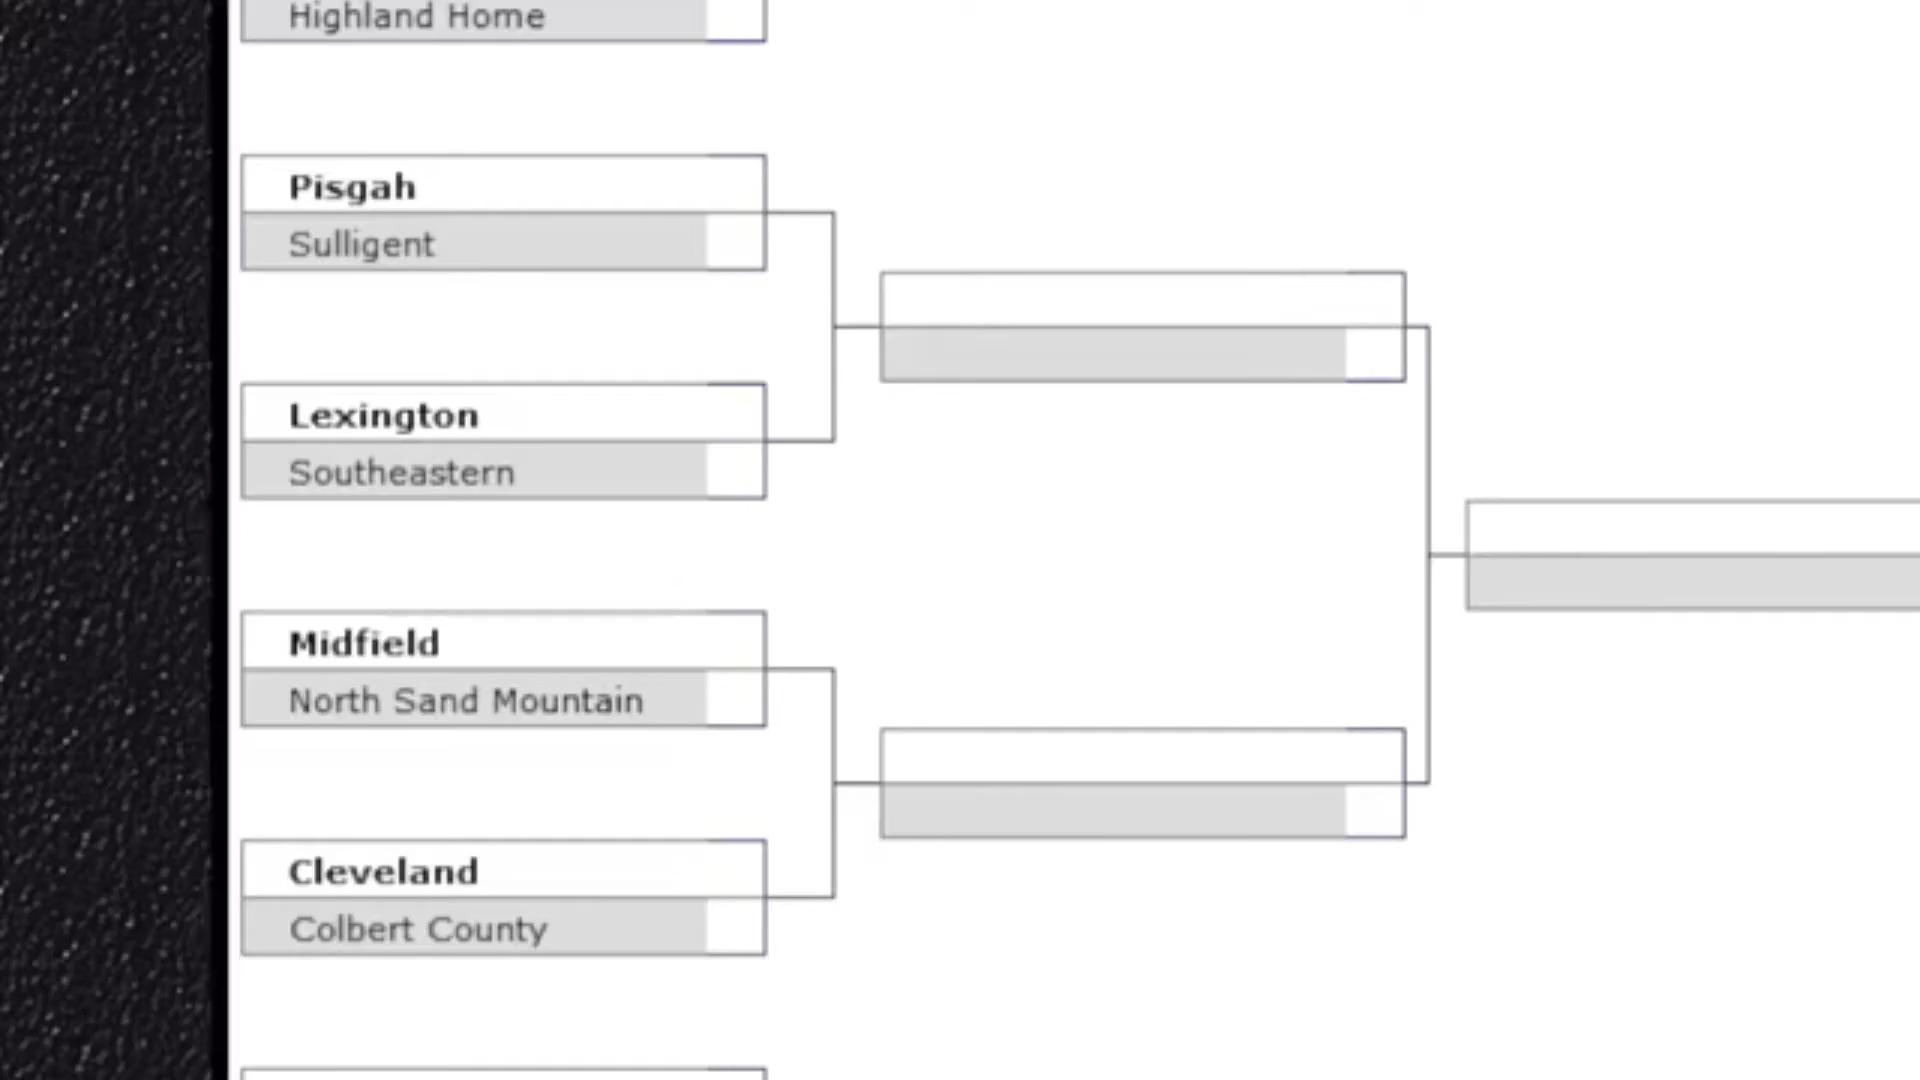 Highland Home
Pisgah
Sulligent
Lexington
Southeastern
Midfield
North Sand Mountain
Cleveland
Colbert County